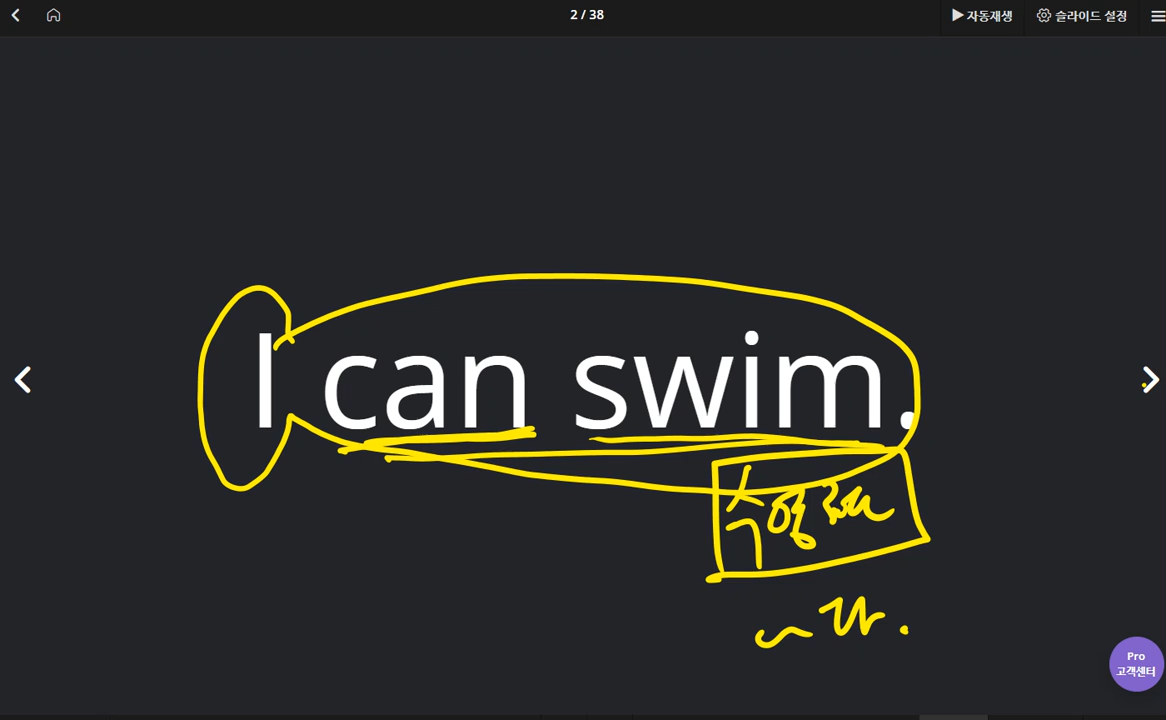 2 / 38
▶ 자동재생
슬라이드 설정
I can swim.
수영하
~다.
Pro
고객센터